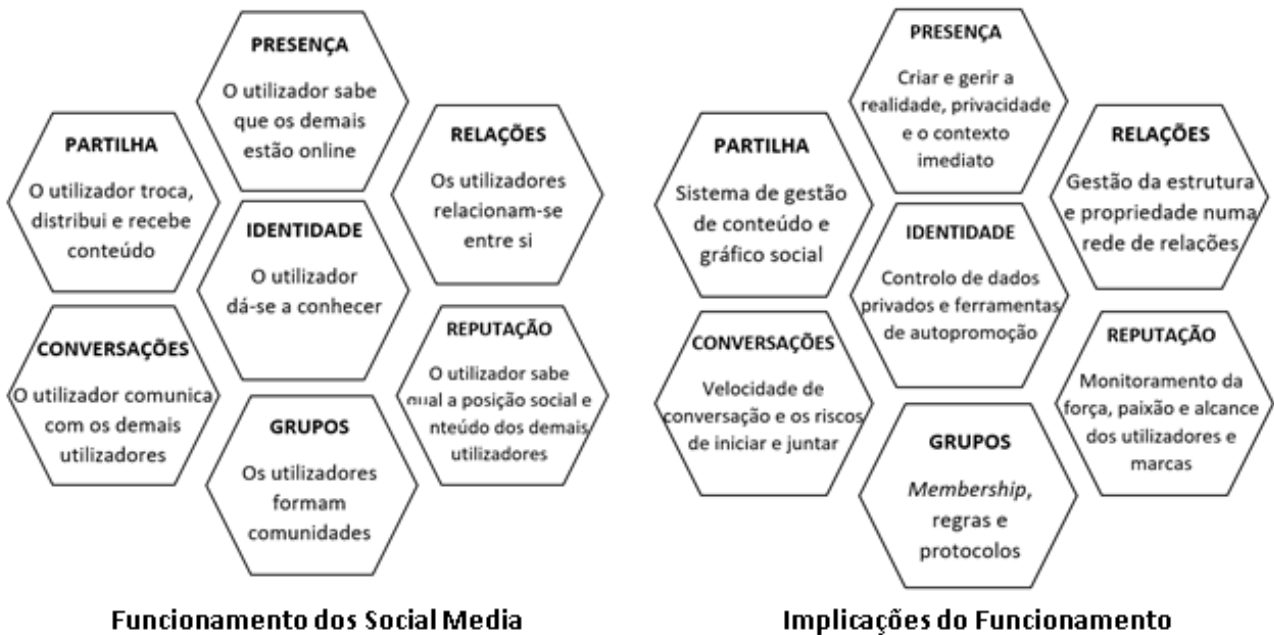 PRESENÇA
O utilizador sabe
que os demais
estão online
PARTILHA
O utilizador troca,
distribui e recebe
conteúdo
RELAÇÕES
Os utilizadores
relacionam-se
entre si
IDENTIDADE
O utilizador
dá-se a conhecer
CONVERSAÇÕES
O utilizador comunica
com os demais
utilizadores
REPUTAÇÃO
O utilizador sabe
a posição social e
dos demais
utilizadores
GRUPOS
Os utilizadores
formam
comunidades
Funcionamento dos Social Media
PRESENÇA
Criar e gerir a
realidade, privacidade
e o contexto
imediato
PARTILHA
Sistema de gestão
de conteúdo e
gráfico social
RELAÇÕES
Gestão da estrutura
e propriedade numa
rede de relações
IDENTIDADE
Controlo de dados
privados e ferramentas
de autopromoção
CONVERSAÇÕES
Velocidade de
conversação e os riscos
de iniciar e juntar
REPUTAÇÃO
Monitoramento da
força, paixão e alcance
dos utilizadores e
marcas
GRUPOS
Membership,
regras e
protocolos
Implicações do Funcionamento